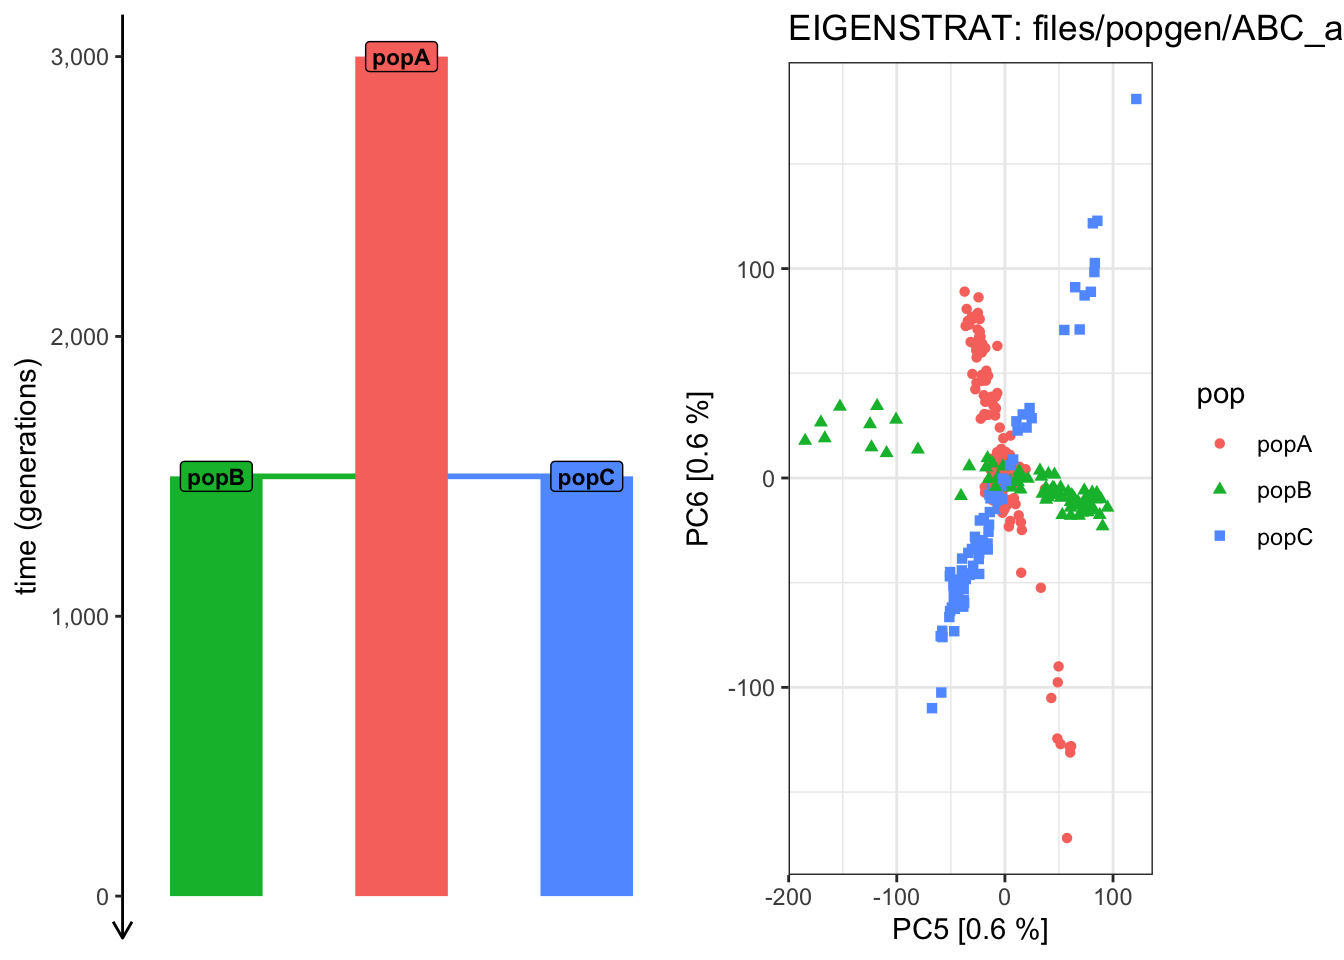 3,000
2,000
1,000
0
time (generations)
popA
popB
popC
EIGENSTRAT: files/popgen/ABC_a
100
0
-100
PC6 [0.6 %]
-200
-100
0
100
PC5 [0.6 %]
pop
popA
popB
popC